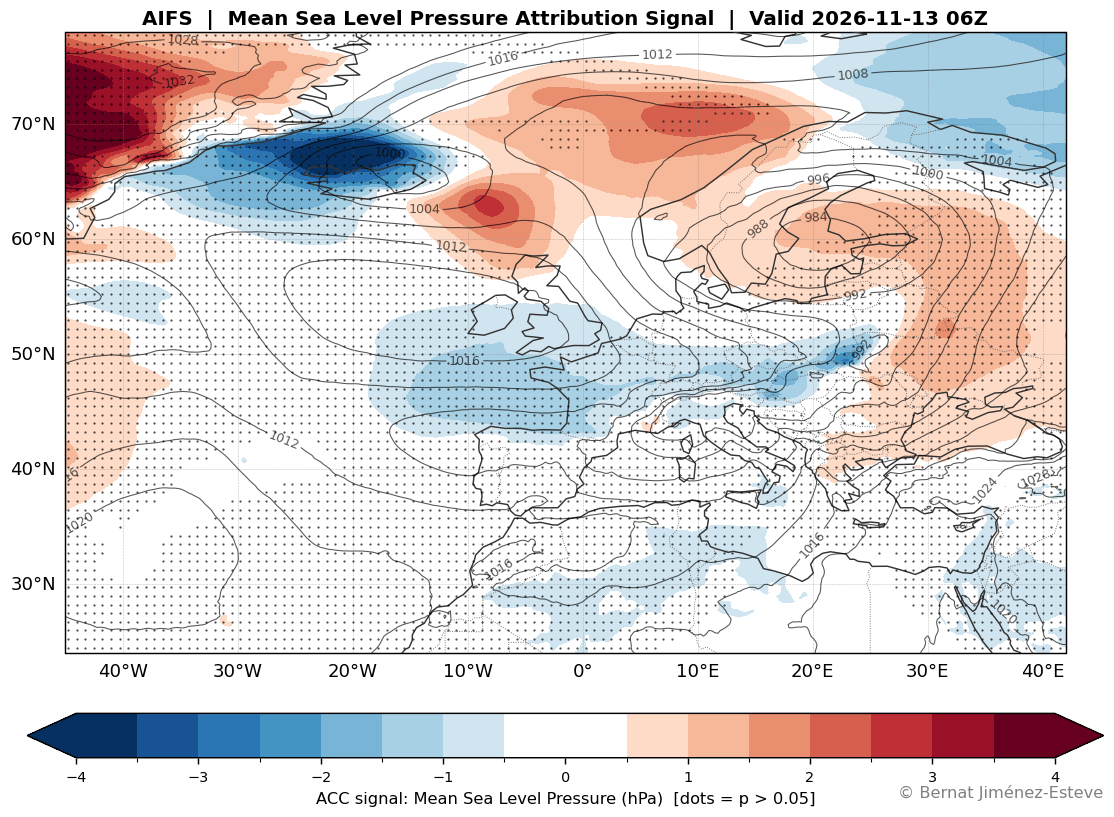 AIFS | Mean Sea Level Pressure Attribution Signal | Valid 2026-11-13 06Z
1028
1032
1016
1012
1008
70°N
1000
1004
996
1000
1004
984
988
60°N
1012
992
50°N
1016
992
1012
40°N
1024
1028
1020
1016
1016
30°N
1020
40°W 30°W 20°W 10°W 0° 10°E 20°E 30°E 40°E
−4 −3 −2 −1 0 1 2 3 4
ACC signal: Mean Sea Level Pressure (hPa) [dots = p > 0.05]
© Bernat Jiménez-Esteve